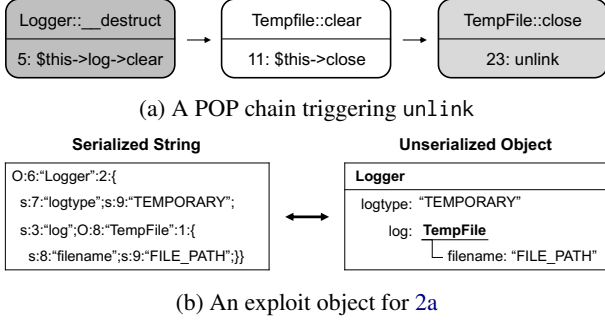 Logger::__destruct
5: $this->log->clear
Tempfile::clear
11: $this->close
TempFile::close
23: unlink
(a) A POP chain triggering unlink
Serialized String
O:6:“Logger”:2:{
s:7:“logtype”;s:9:“TEMPORARY”;
s:3:“log”;O:8:“TempFile”:1:{
s:8:“filename”;s:9:“FILE_PATH”;}}
Unserialized Object
Logger
logtype: “TEMPORARY”
log: TempFile
filename: “FILE_PATH”
(b) An exploit object for 2a